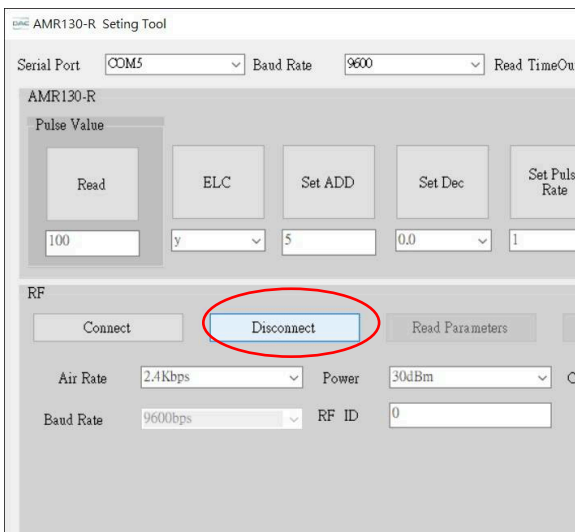 DAE AMR130-R Seting Tool
Serial Port COM5 Baud Rate 9600 Read TimeOu
AMR130-R
Pulse Value
Read ELC Set ADD Set Dec Set Puls
Rate
100 y 5 0.0 1
RF
Connect Disconnect Read Parameters
Air Rate 2.4Kbps Power 30dBm C
Baud Rate 9600bps RF ID 0